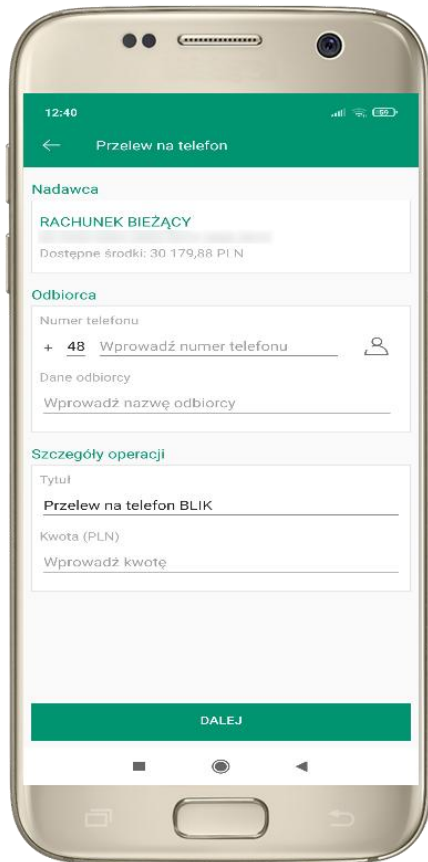 12:40
59
Przelew na telefon
Nadawca
RACHUNEK BIEŻĄCY
Dostępne środki: 30 179,88 PLN
Odbiorca
Numer telefonu
+ 48 Wprowadź numer telefonu
Dane odbiorcy
Wprowadź nazwę odbiorcy
Szczegóły operacji
Tytuł
Przelew na telefon BLIK
Kwota (PLN)
Wprowadź kwotę
DALEJ